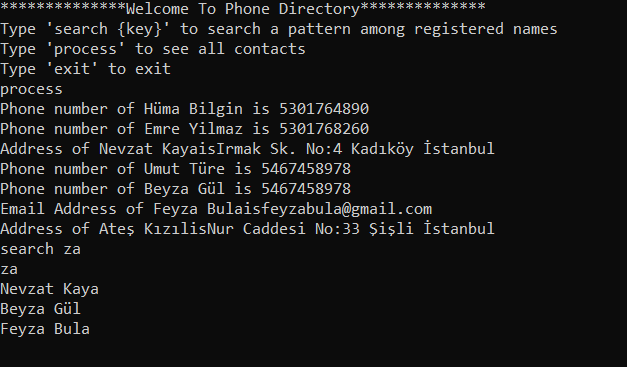 **************Welcome To Phone Directory**************
Type 'search {key}' to search a pattern among registered names
Type 'process' to see all contacts
Type 'exit' to exit
process
Phone number of Hüma Bilgin is 5301764890
Phone number of Emre Yilmaz is 5301768260
Address of Nevzat KayaisIrmak Sk. No:4 Kadıköy İstanbul
Phone number of Umut Türe is 5467458978
Phone number of Beyza Gül is 5467458978
Email Address of Feyza Bulaisfeyzabula@gmail.com
Address of Ateş KızılisNur Caddesi No:33 Şişli İstanbul
search za
za
Nevzat Kaya
Beyza Gül
Feyza Bula